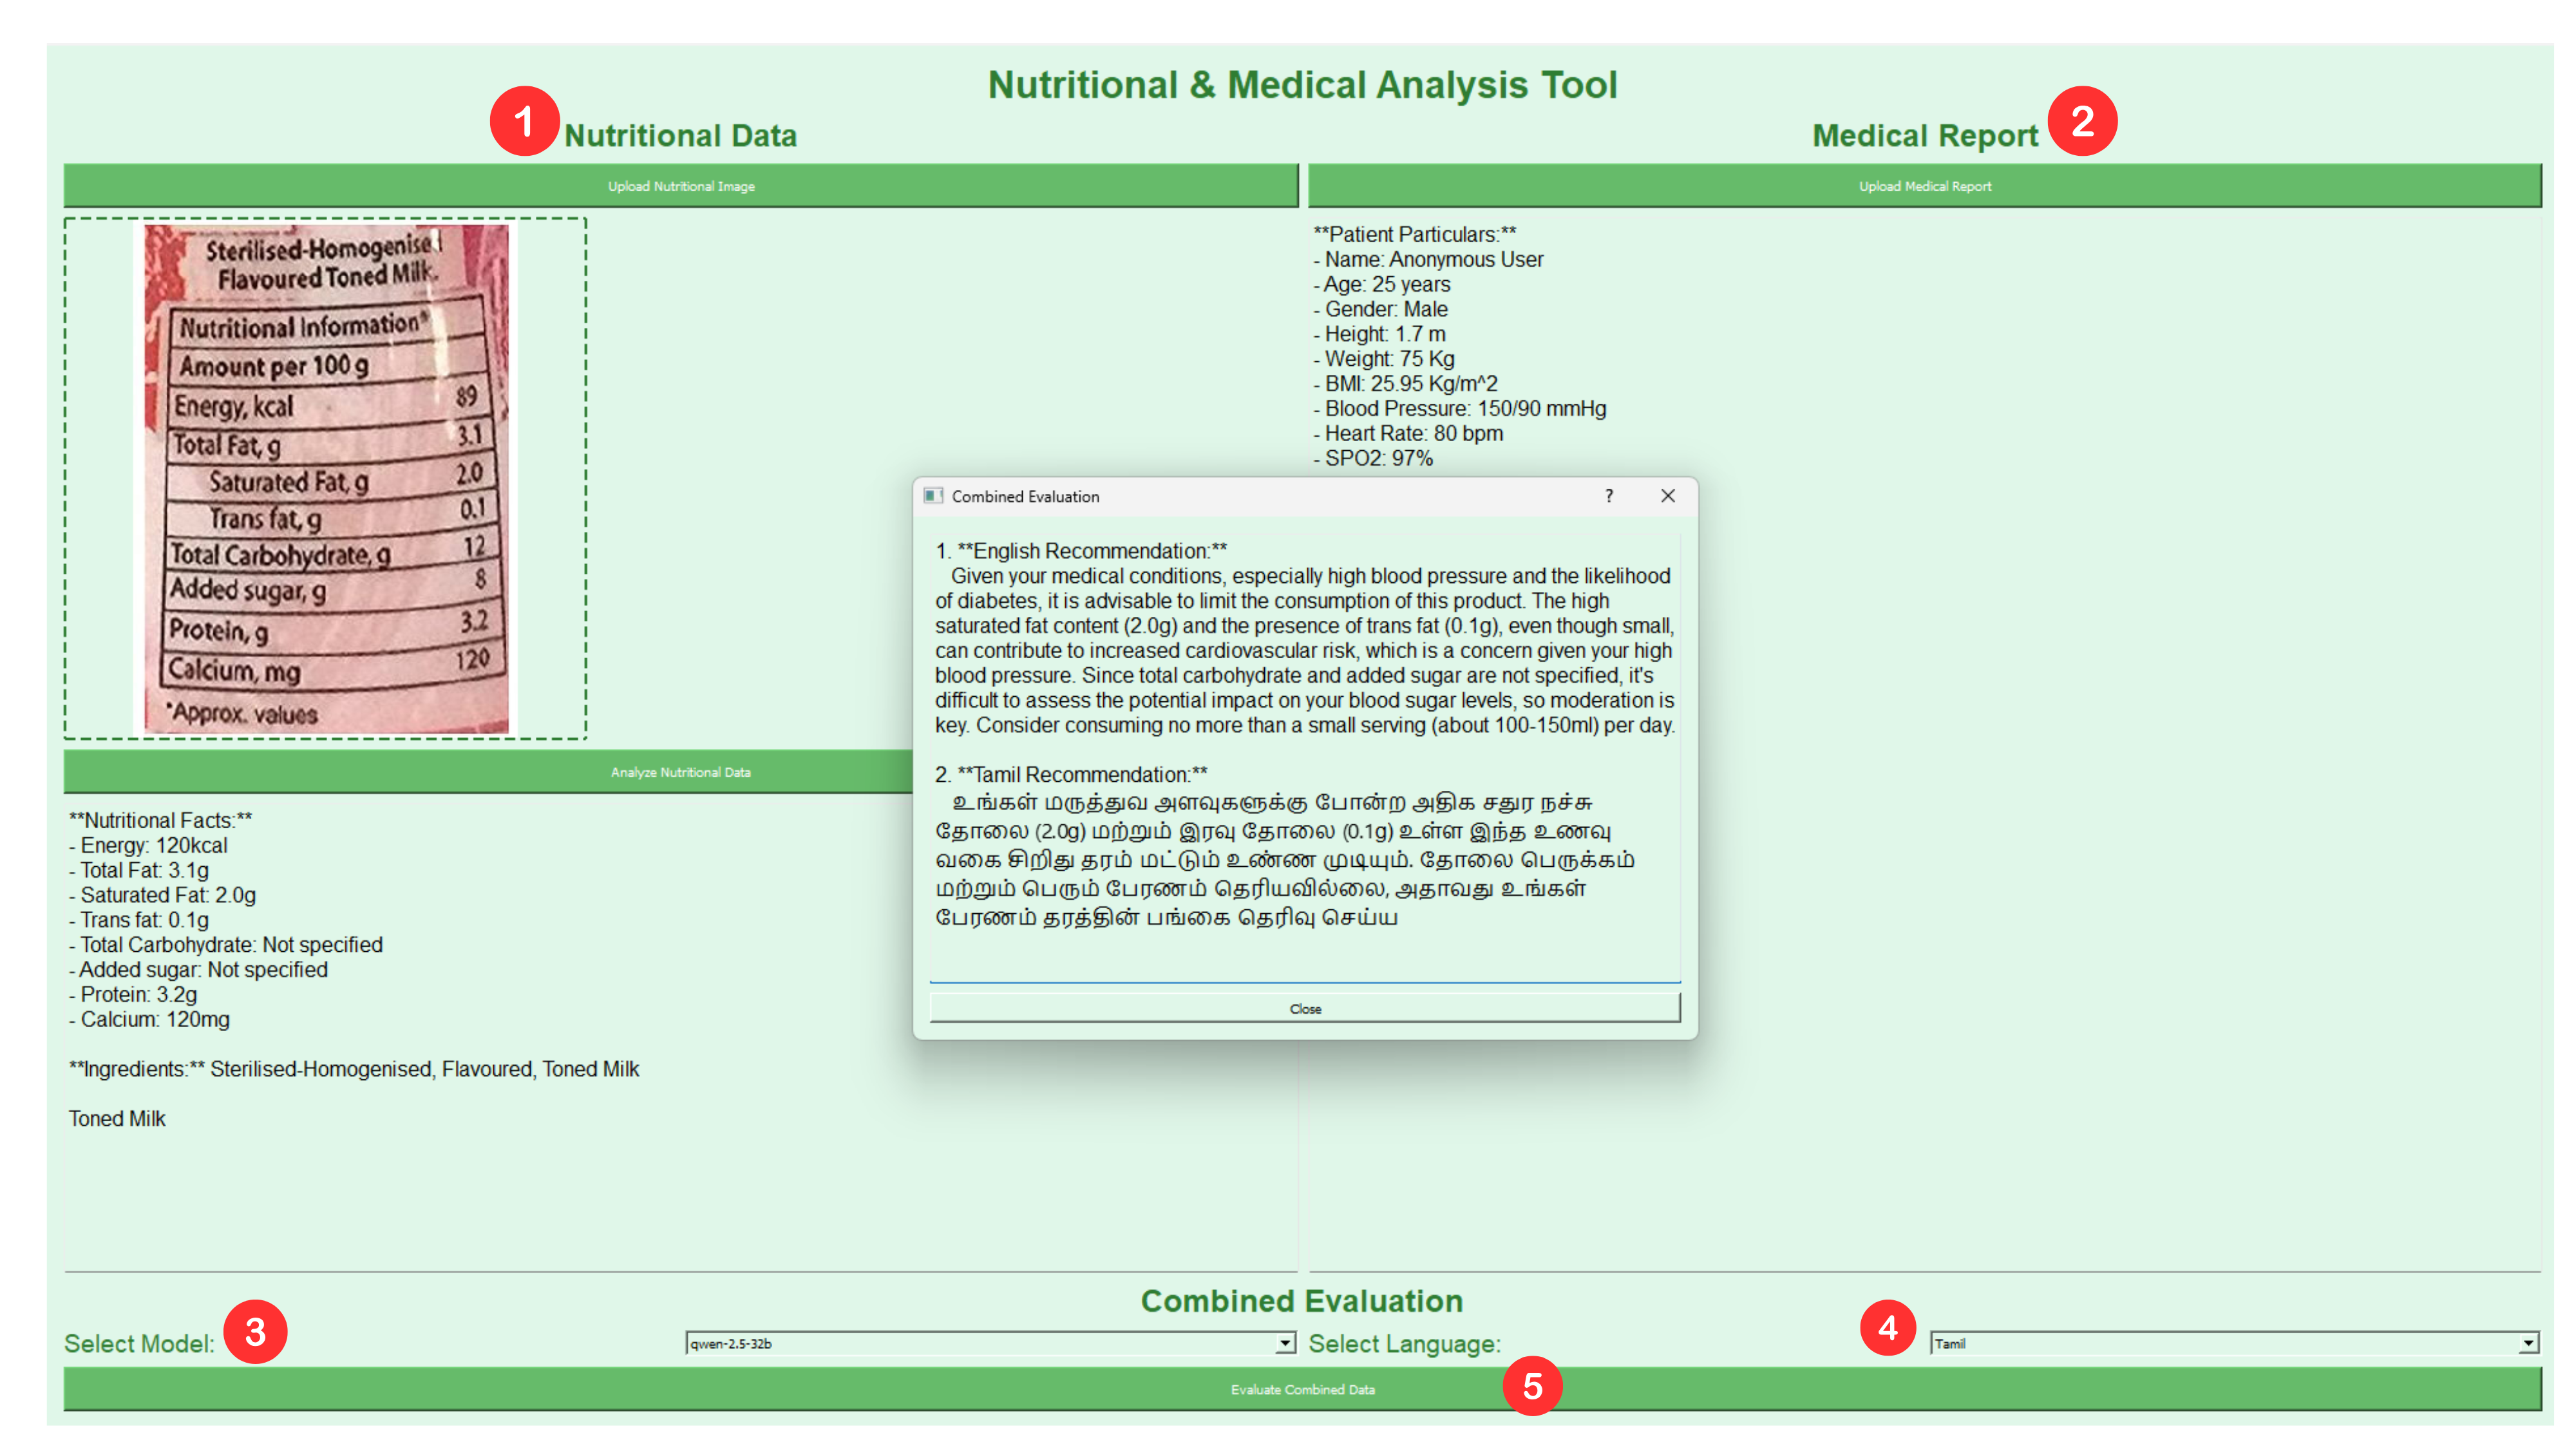 Nutritional & Medical Analysis Tool
1
Nutritional Data
Medical Report
2
Upload Nutritional Image
Upload Medical Report
Sterilised-Homogenised
Flavoured Toned Milk.
Nutritional Information*
Amount per 100 g
Energy, kcal 89
Total Fat, g 3.1
Saturated Fat, g 2.0
Trans fat, g 0.1
Total Carbohydrate, g 12
Added sugar, g 8
Protein, g 3.2
Calcium, mg 120
*Approx. values
Analyze Nutritional Data
**Nutritional Facts:**
- Energy: 120kcal
- Total Fat: 3.1g
- Saturated Fat: 2.0g
- Trans fat: 0.1g
- Total Carbohydrate: Not specified
- Added sugar: Not specified
- Protein: 3.2g
- Calcium: 120mg
**Ingredients:** Sterilised-Homogenised, Flavoured, Toned Milk
Toned Milk
**Patient Particulars:**
- Name: Anonymous User
- Age: 25 years
- Gender: Male
- Height: 1.7 m
- Weight: 75 Kg
- BMI: 25.95 Kg/m^2
- Blood Pressure: 150/90 mmHg
- Heart Rate: 80 bpm
- SPO2: 97%
Combined Evaluation ?
1. **English Recommendation:**
Given your medical conditions, especially high blood pressure and the likelihood
of diabetes, it is advisable to limit the consumption of this product. The high
saturated fat content (2.0g) and the presence of trans fat (0.1g), even though small,
can contribute to increased cardiovascular risk, which is a concern given your high
blood pressure. Since total carbohydrate and added sugar are not specified, it's
difficult to assess the potential impact on your blood sugar levels, so moderation is
key. Consider consuming no more than a small serving (about 100-150ml) per day.
2. **Tamil Recommendation:**
உங்கள் மருத்துவ அளவுகளுக்கு போன்ற அதிக சதுர நச்சு
தோலை (2.0g) மற்றும் இரவு தோலை (0.1g) உள்ள இந்த உணவு
வகை சிறிது தரம் மட்டும் உண்ண முடியும். தோலை பெருக்கம்
மற்றும் பெரும் பேரணம் தெரியவில்லை, அதாவது உங்கள்
பேரணம் தரத்தின் பங்கை தெரிவு செய்ய
Close
Combined Evaluation
Select Model:
3
qwen-2.5-32b
Select Language:
4
Tamil
Evaluate Combined Data
5